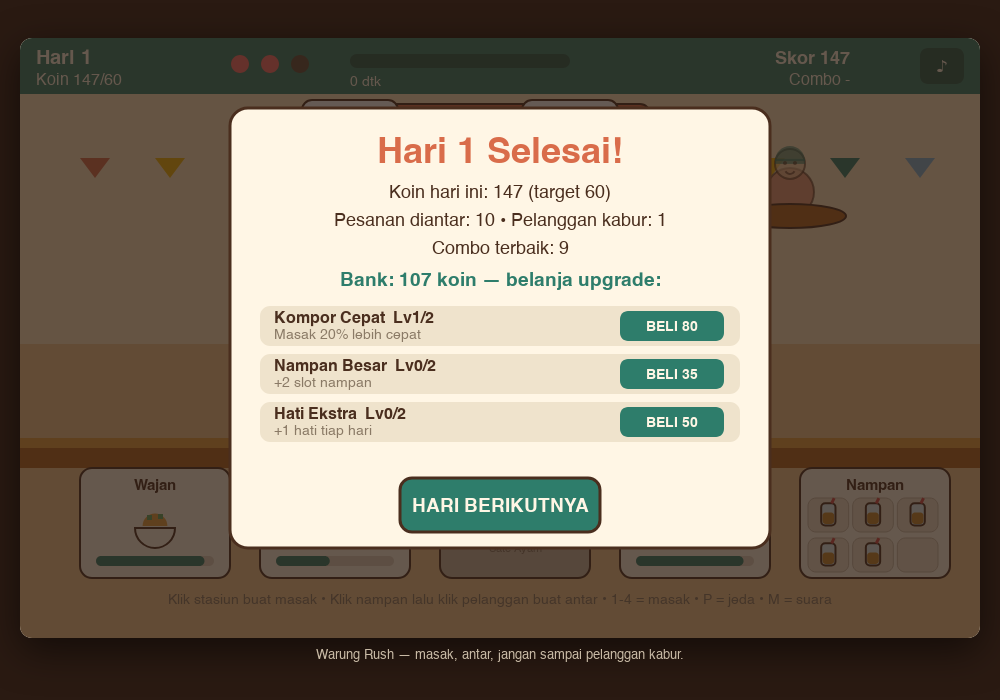 Hari 1
Koin 147/60
0 dtk
Skor 147
Combo -
♪
Hari 1 Selesai!
Koin hari ini: 147 (target 60)
Pesanan diantar: 10 • Pelanggan kabur: 1
Combo terbaik: 9
Bank: 107 koin — belanja upgrade:
Kompor Cepat Lv1/2
Masak 20% lebih cepat
BELI 80
Nampan Besar Lv0/2
+2 slot nampan
BELI 35
Hati Ekstra Lv0/2
+1 hati tiap hari
BELI 50
HARI BERIKUTNYA
Wajan
Nampan
Klik stasiun buat masak • Klik nampan lalu klik pelanggan buat antar • 1-4 = masak • P = jeda • M = suara
Warung Rush — masak, antar, jangan sampai pelanggan kabur.